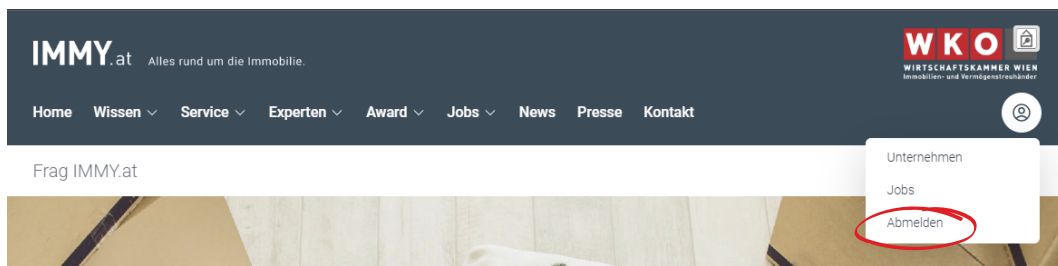 IMMY.at Alles rund um die Immobilie.
WKO
WIRTSCHAFTSKAMMER WIEN
Immobilien- und Vermögenstreuhänder
Home Wissen Service Experten Award Jobs News Presse Kontakt
Frag IMMY.at
Unternehmen
Jobs
Abmelden